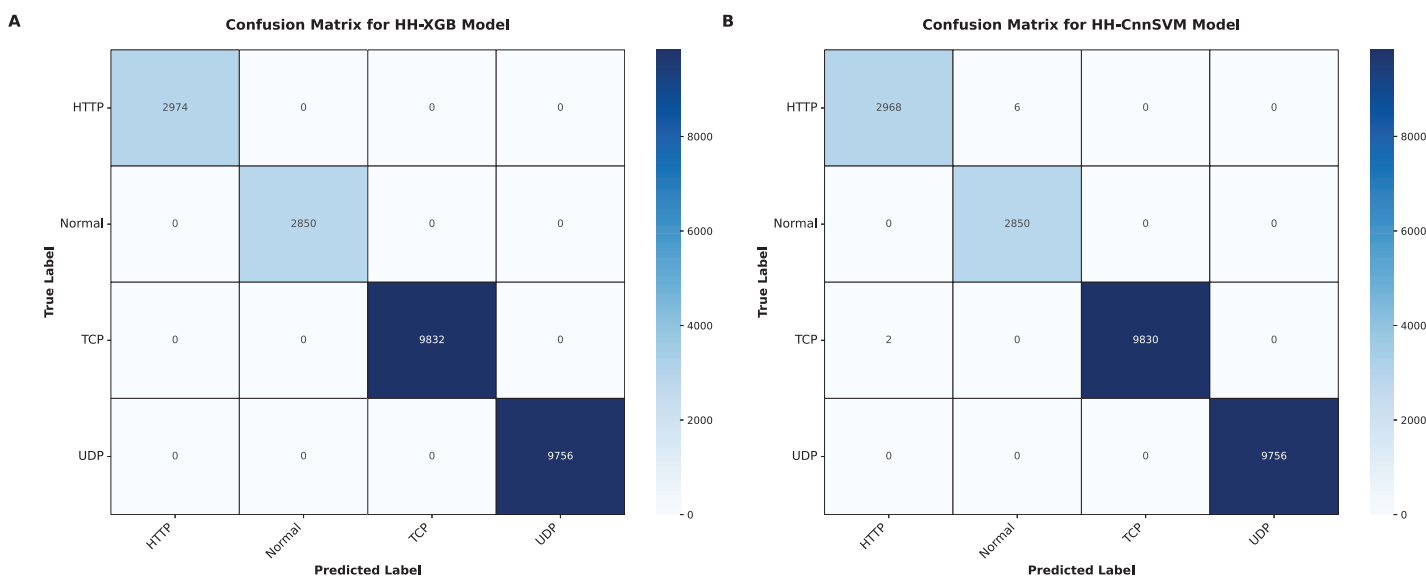 A
Confusion Matrix for HH-XGB Model
HTTP 2974 0 0 0
8000
Normal 0 2850 0 0
6000
True Label
4000
TCP 0 0 9832 0
2000
UDP 0 0 0 9756
0
HTTP Normal TCP UDP
Predicted Label
B
Confusion Matrix for HH-CnnSVM Model
HTTP 2968 6 0 0
8000
Normal 0 2850 0 0
6000
True Label
4000
TCP 2 0 9830 0
2000
UDP 0 0 0 9756
0
HTTP Normal TCP UDP
Predicted Label